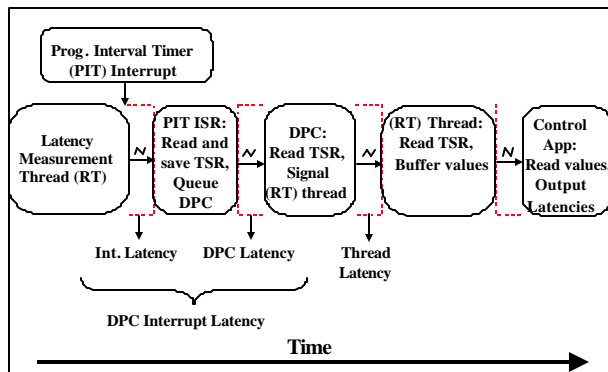 Prog. Interval Timer
(PIT) Interrupt
Latency
Measurement
Thread (RT)
PIT ISR:
Read and
save TSR,
Queue
DPC
DPC:
Read TSR,
Signal
(RT) thread
(RT) Thread:
Read TSR,
Buffer values
Control
App:
Read values,
Output
Latencies
Int. Latency
DPC Latency
Thread
Latency
DPC Interrupt Latency
Time